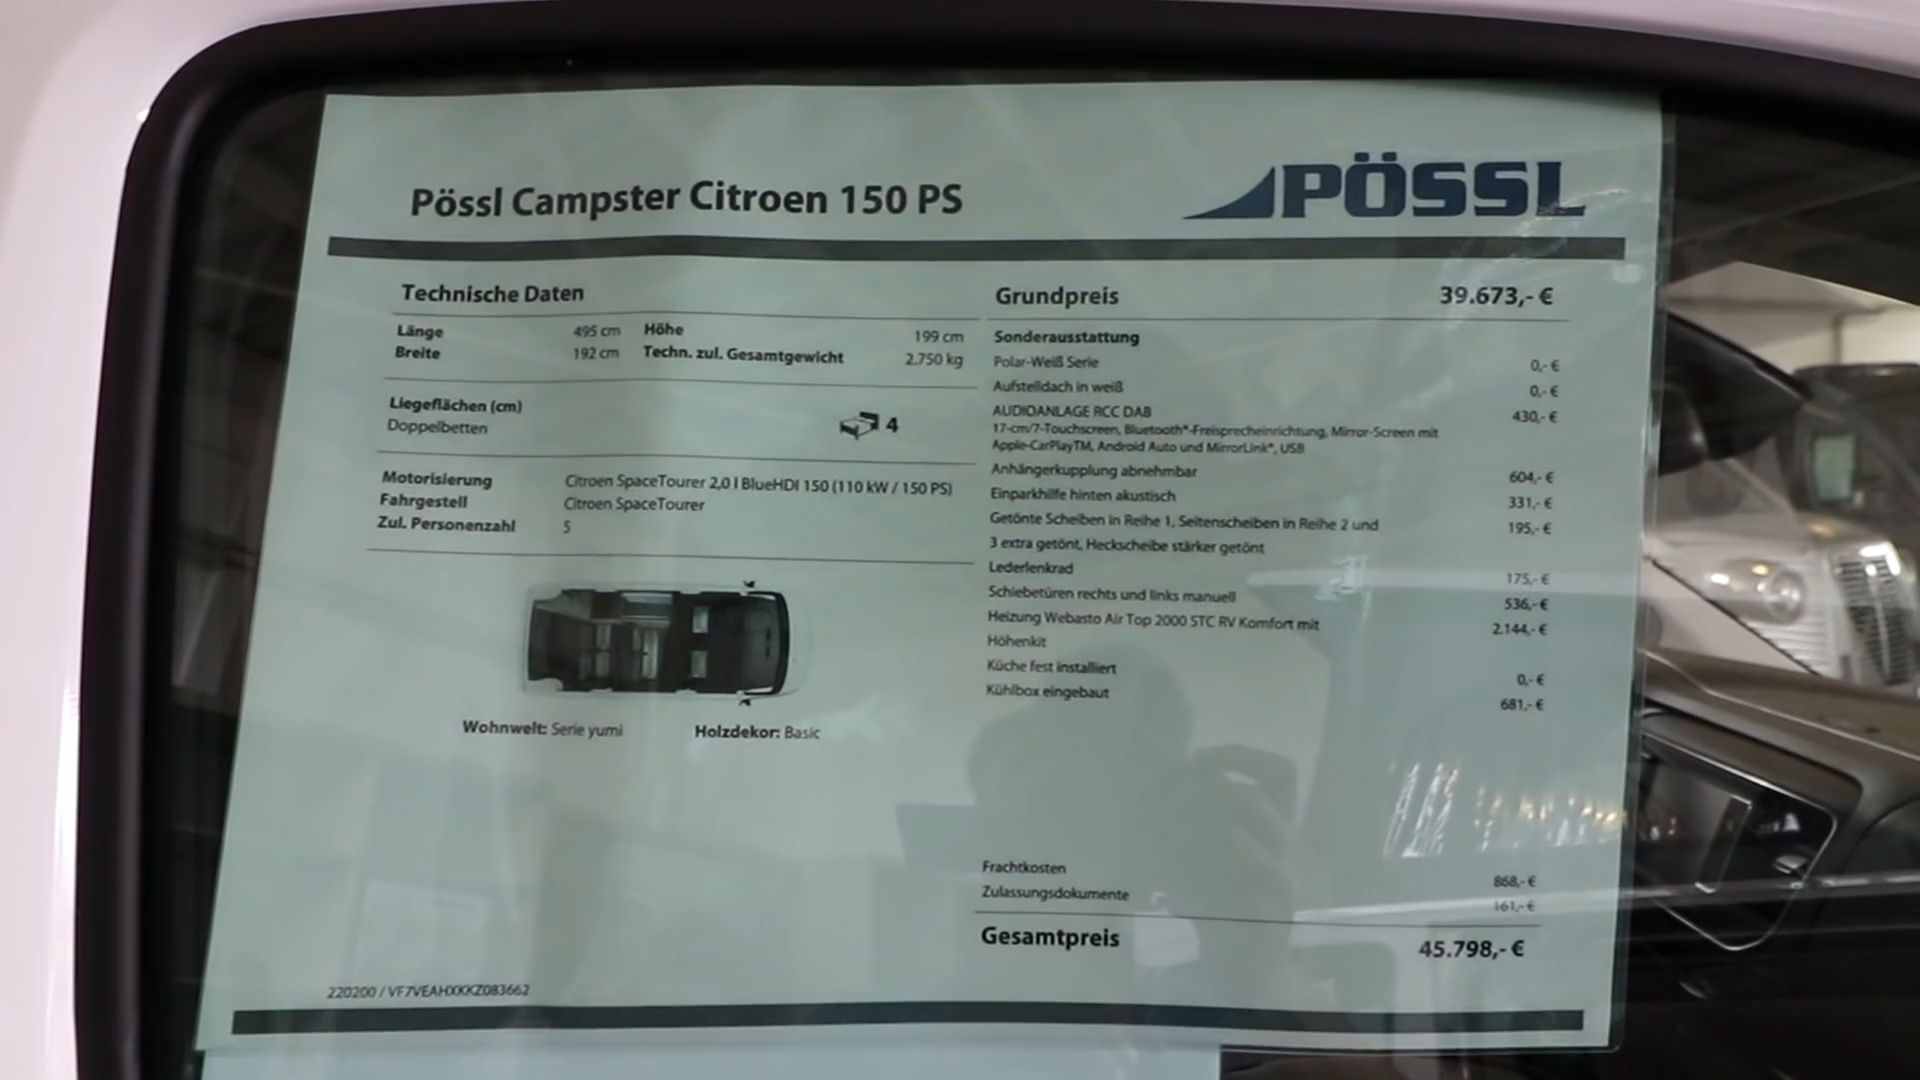 Pössl Campster Citroen 150 PS
PÖSSL
Technische Daten
Länge 495 cm Höhe 199 cm
Breite 192 cm Techn. zul. Gesamtgewicht 2.750 kg
Liegeflächen (cm)
Doppelbetten 4
Motorisierung Citroen SpaceTourer 2,0 l BlueHDI 150 (110 kW / 150 PS)
Fahrgestell Citroen SpaceTourer
Zul. Personenzahl 5
Wohnwelt: Serie yumi Holzdekor: Basic
Grundpreis 39.673,- €
Sonderausstattung
Polar-Weiß Serie 0,- €
Aufstelldach in weiß 0,- €
AUDIOANLAGE RCC DAB 430,- €
17-cm/7-Touchscreen, Bluetooth*-Freisprecheinrichtung, Mirror-Screen mit
Apple-CarPlayTM, Android Auto und MirrorLink*, USB
Anhängerkupplung abnehmbar 604,- €
Einparkhilfe hinten akustisch 331,- €
Getönte Scheiben in Reihe 1, Seitenscheiben in Reihe 2 und 195,- €
3 extra getönt, Heckscheibe stärker getönt
Lederlenkrad 175,- €
Schiebetüren rechts und links manuell 536,- €
Heizung Webasto Air Top 2000 STC RV Komfort mit 2.144,- €
Höhenkit
Küche fest installiert 0,- €
Kühlbox eingebaut 681,- €
Frachtkosten 868,- €
Zulassungsdokumente 161,- €
Gesamtpreis 45.798,- €
220200 / VF7VEAHXKKZ083662